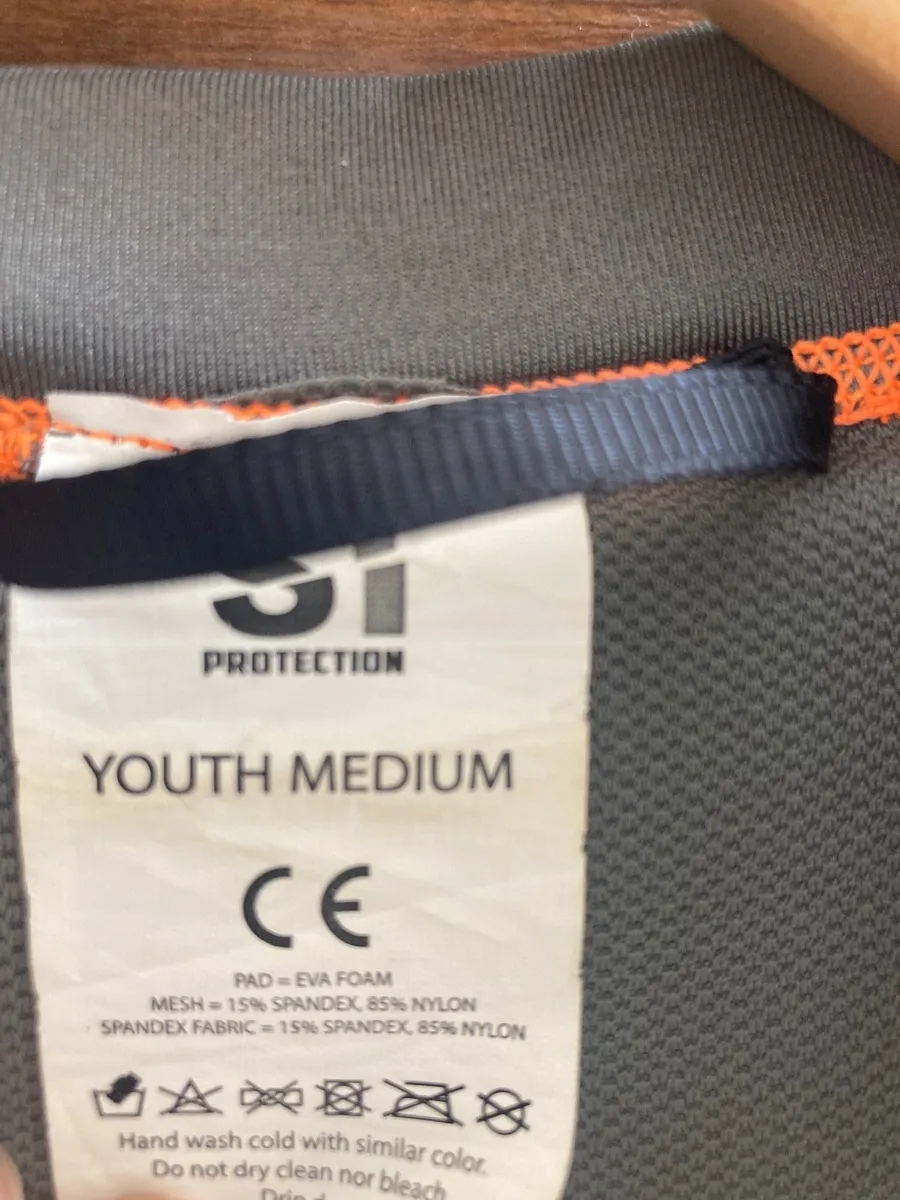 PROTECTION
YOUTH MEDIUM
CE
PAD = EVA FOAM
MESH = 15% SPANDEX, 85% NYLON
SPANDEX FABRIC = 15% SPANDEX, 85% NYLON
Hand wash cold with similar color.
Do not dry clean nor bleach